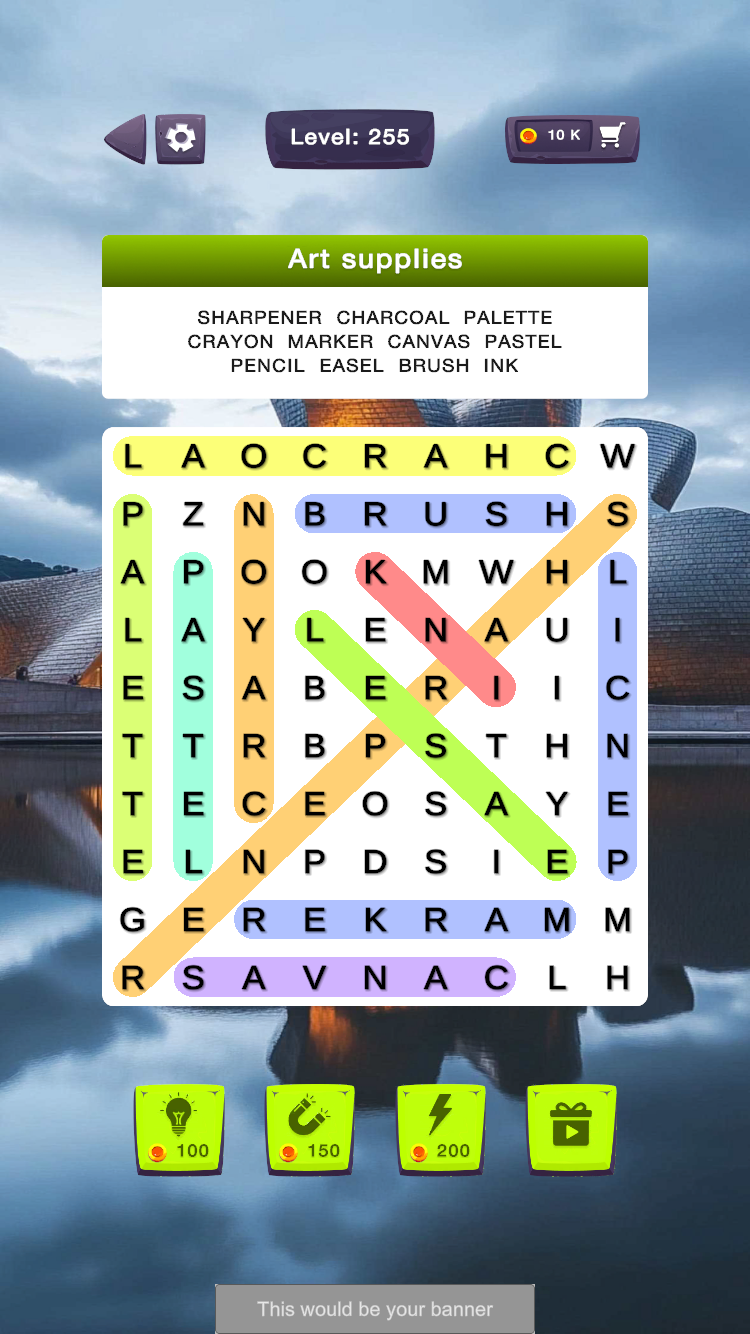 Level: 255
10 K
Art supplies
SHARPENER CHARCOAL PALETTE
CRAYON MARKER CANVAS PASTEL
PENCIL EASEL BRUSH INK
L A O C R A H C W
P Z N B R U S H S
A P O O K M W H L
L A Y L E N A U I
E S A B E R I I C
T T R B P S T H N
T E C E O S A Y E
E L N P D S I E P
G E R E K R A M M
R S A V N A C L H
100 150 200
This would be your banner